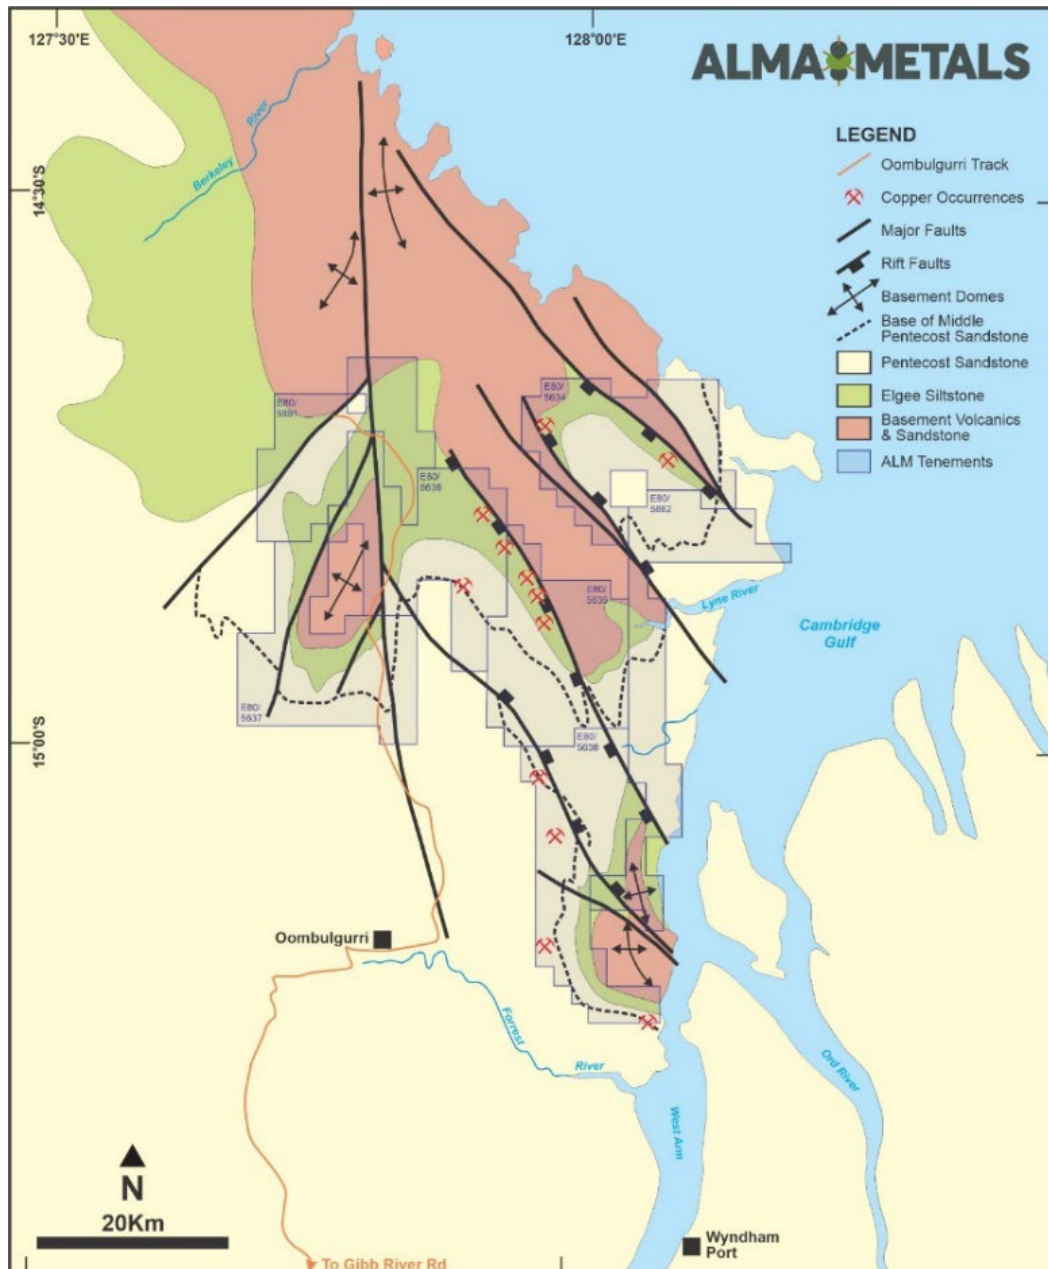 127°30'E
128°00'E
ALMA METALS
LEGEND
Oombulgurri Track
Copper Occurrences
Major Faults
Rift Faults
Basement Domes
Base of Middle
Pentecost Sandstone
Pentecost Sandstone
Elgee Siltstone
Basement Volcanics
& Sandstone
ALM Tenements
Berkeley
River
14°30'S
E80/
E80/
5634
E80/
5636
E80/
5882
E80/
5635
Lyne River
Cambridge
Gulf
E80/
5637
E80/
5638
15°00'S
Oombulgurri
Forrest
River
Ord River
West Arm
N
20Km
Wyndham
Port
To Gibb River Rd